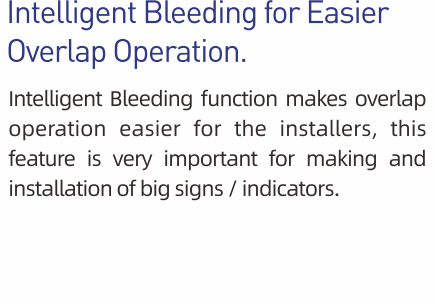 Intelligent Bleeding for Easier
Overlap Operation.
Intelligent Bleeding function makes overlap
operation easier for the installers, this
feature is very important for making and
installation of big signs / indicators.